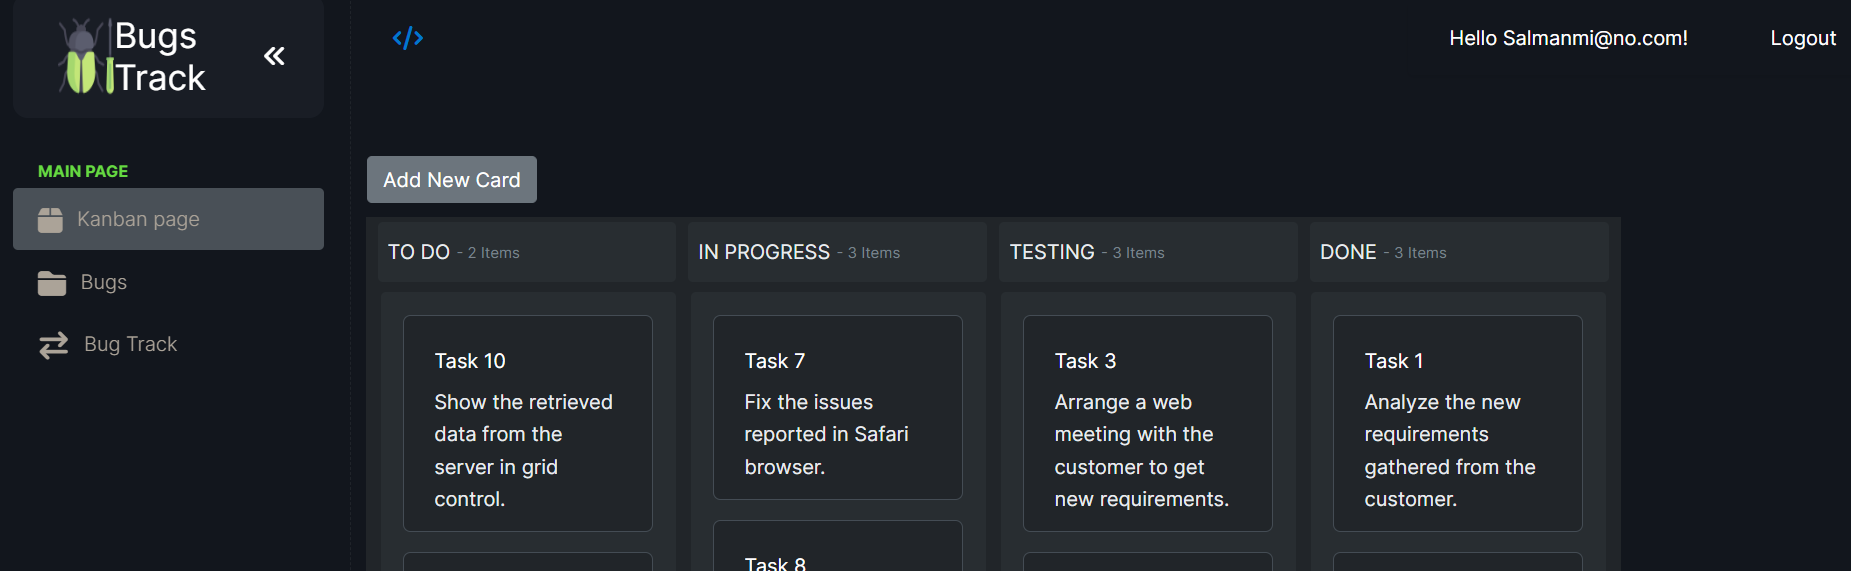 Bugs
Track
</>
Hello Salmanmi@no.com!
Logout
MAIN PAGE
Kanban page
Bugs
Bug Track
Add New Card
TO DO - 2 Items
IN PROGRESS - 3 Items
TESTING - 3 Items
DONE - 3 Items
Task 10
Show the retrieved
data from the
server in grid
control.
Task 7
Fix the issues
reported in Safari
browser.
Task 8
Task 3
Arrange a web
meeting with the
customer to get
new requirements.
Task 1
Analyze the new
requirements
gathered from the
customer.